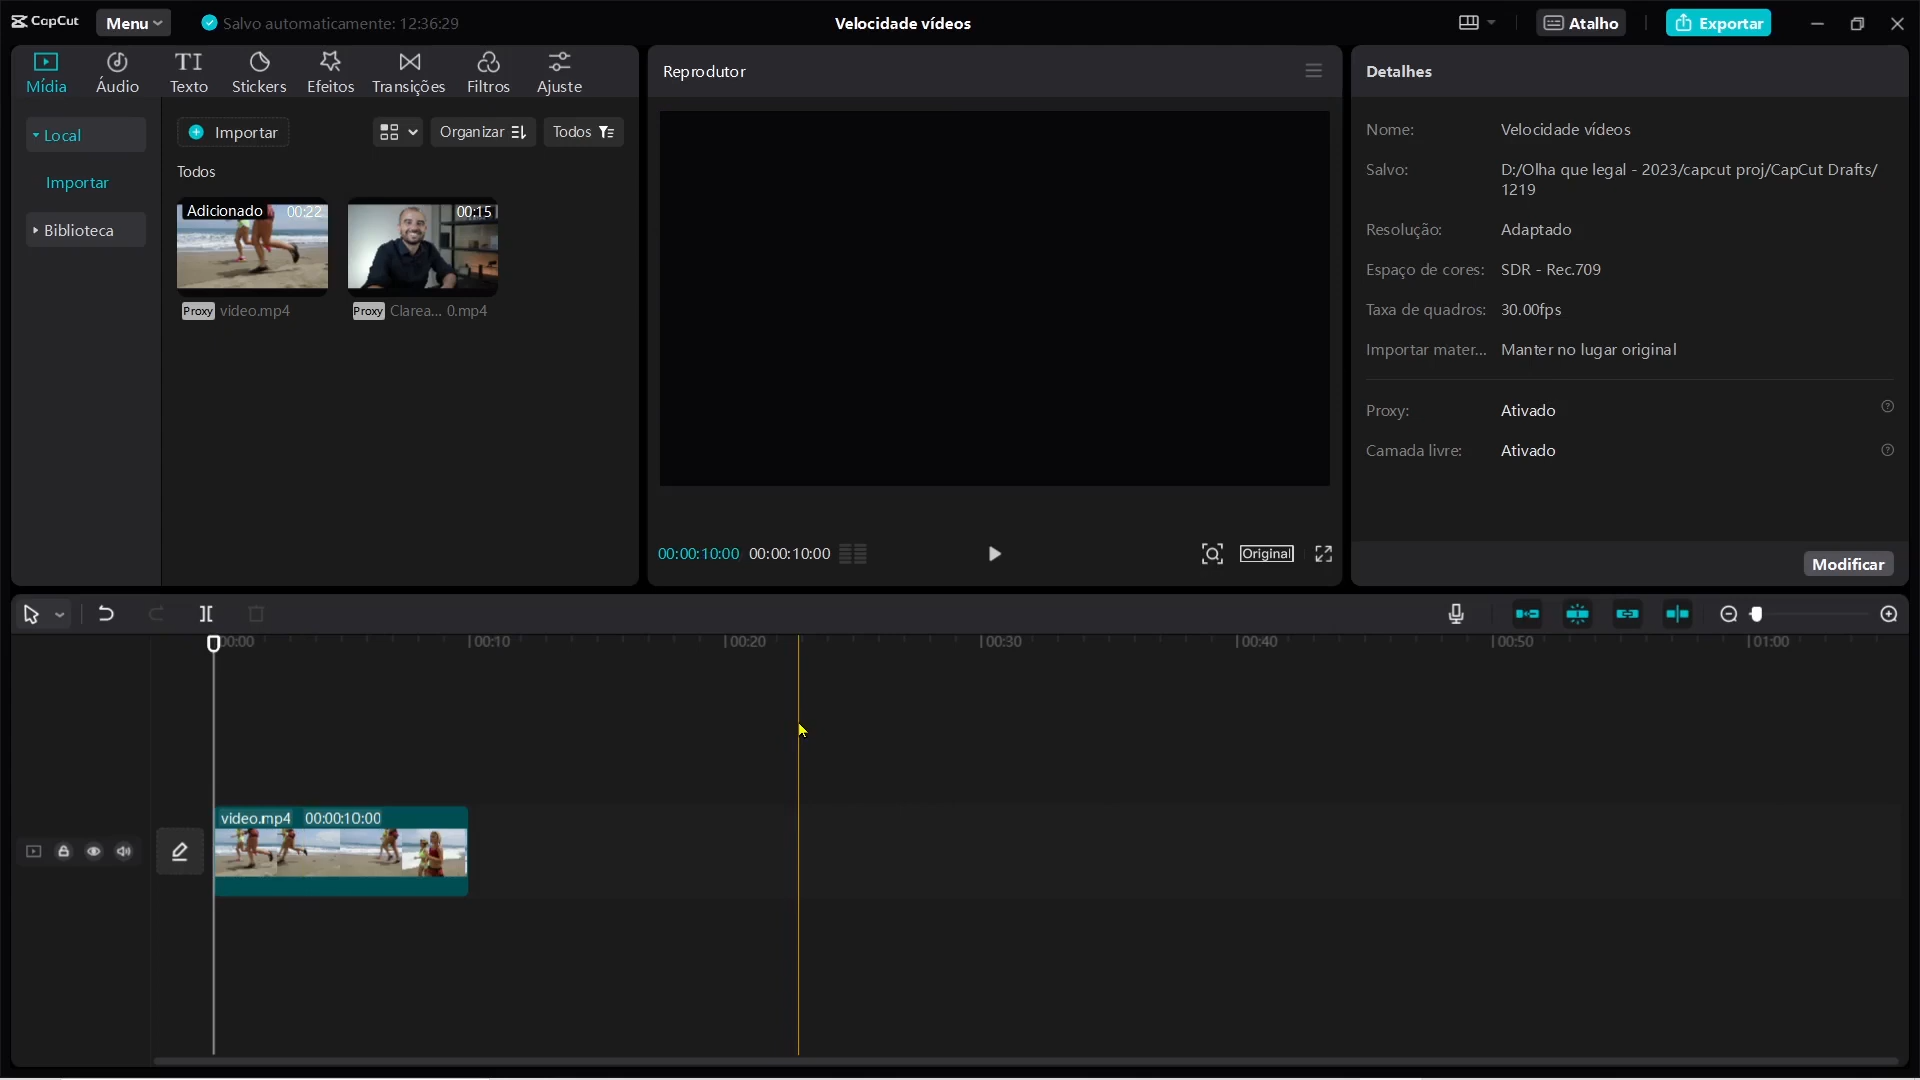 CapCut
Menu
Salvo automaticamente: 12:36:29
Velocidade vídeos
Atalho
Exportar
Mídia
Áudio
TI
Texto
Stickers
Efeitos
Transições
Filtros
Ajuste
Local
Importar
Biblioteca
Importar
Organizar
Todos
Todos
Adicionado 00:22
00:15
Proxy video.mp4
Proxy Clarea... 0.mp4
Reprodutor
00:00:10:00 00:00:10:00
Original
Detalhes
Nome: Velocidade vídeos
Salvo: D:/Olha que legal - 2023/capcut proj/CapCut Drafts/
1219
Resolução: Adaptado
Espaço de cores: SDR - Rec.709
Taxa de quadros: 30.00fps
Importar mater... Manter no lugar original
Proxy: Ativado
Camada livre: Ativado
Modificar
00:00 00:10 00:20 00:30 00:40 00:50 01:00
video.mp4 00:00:10:00